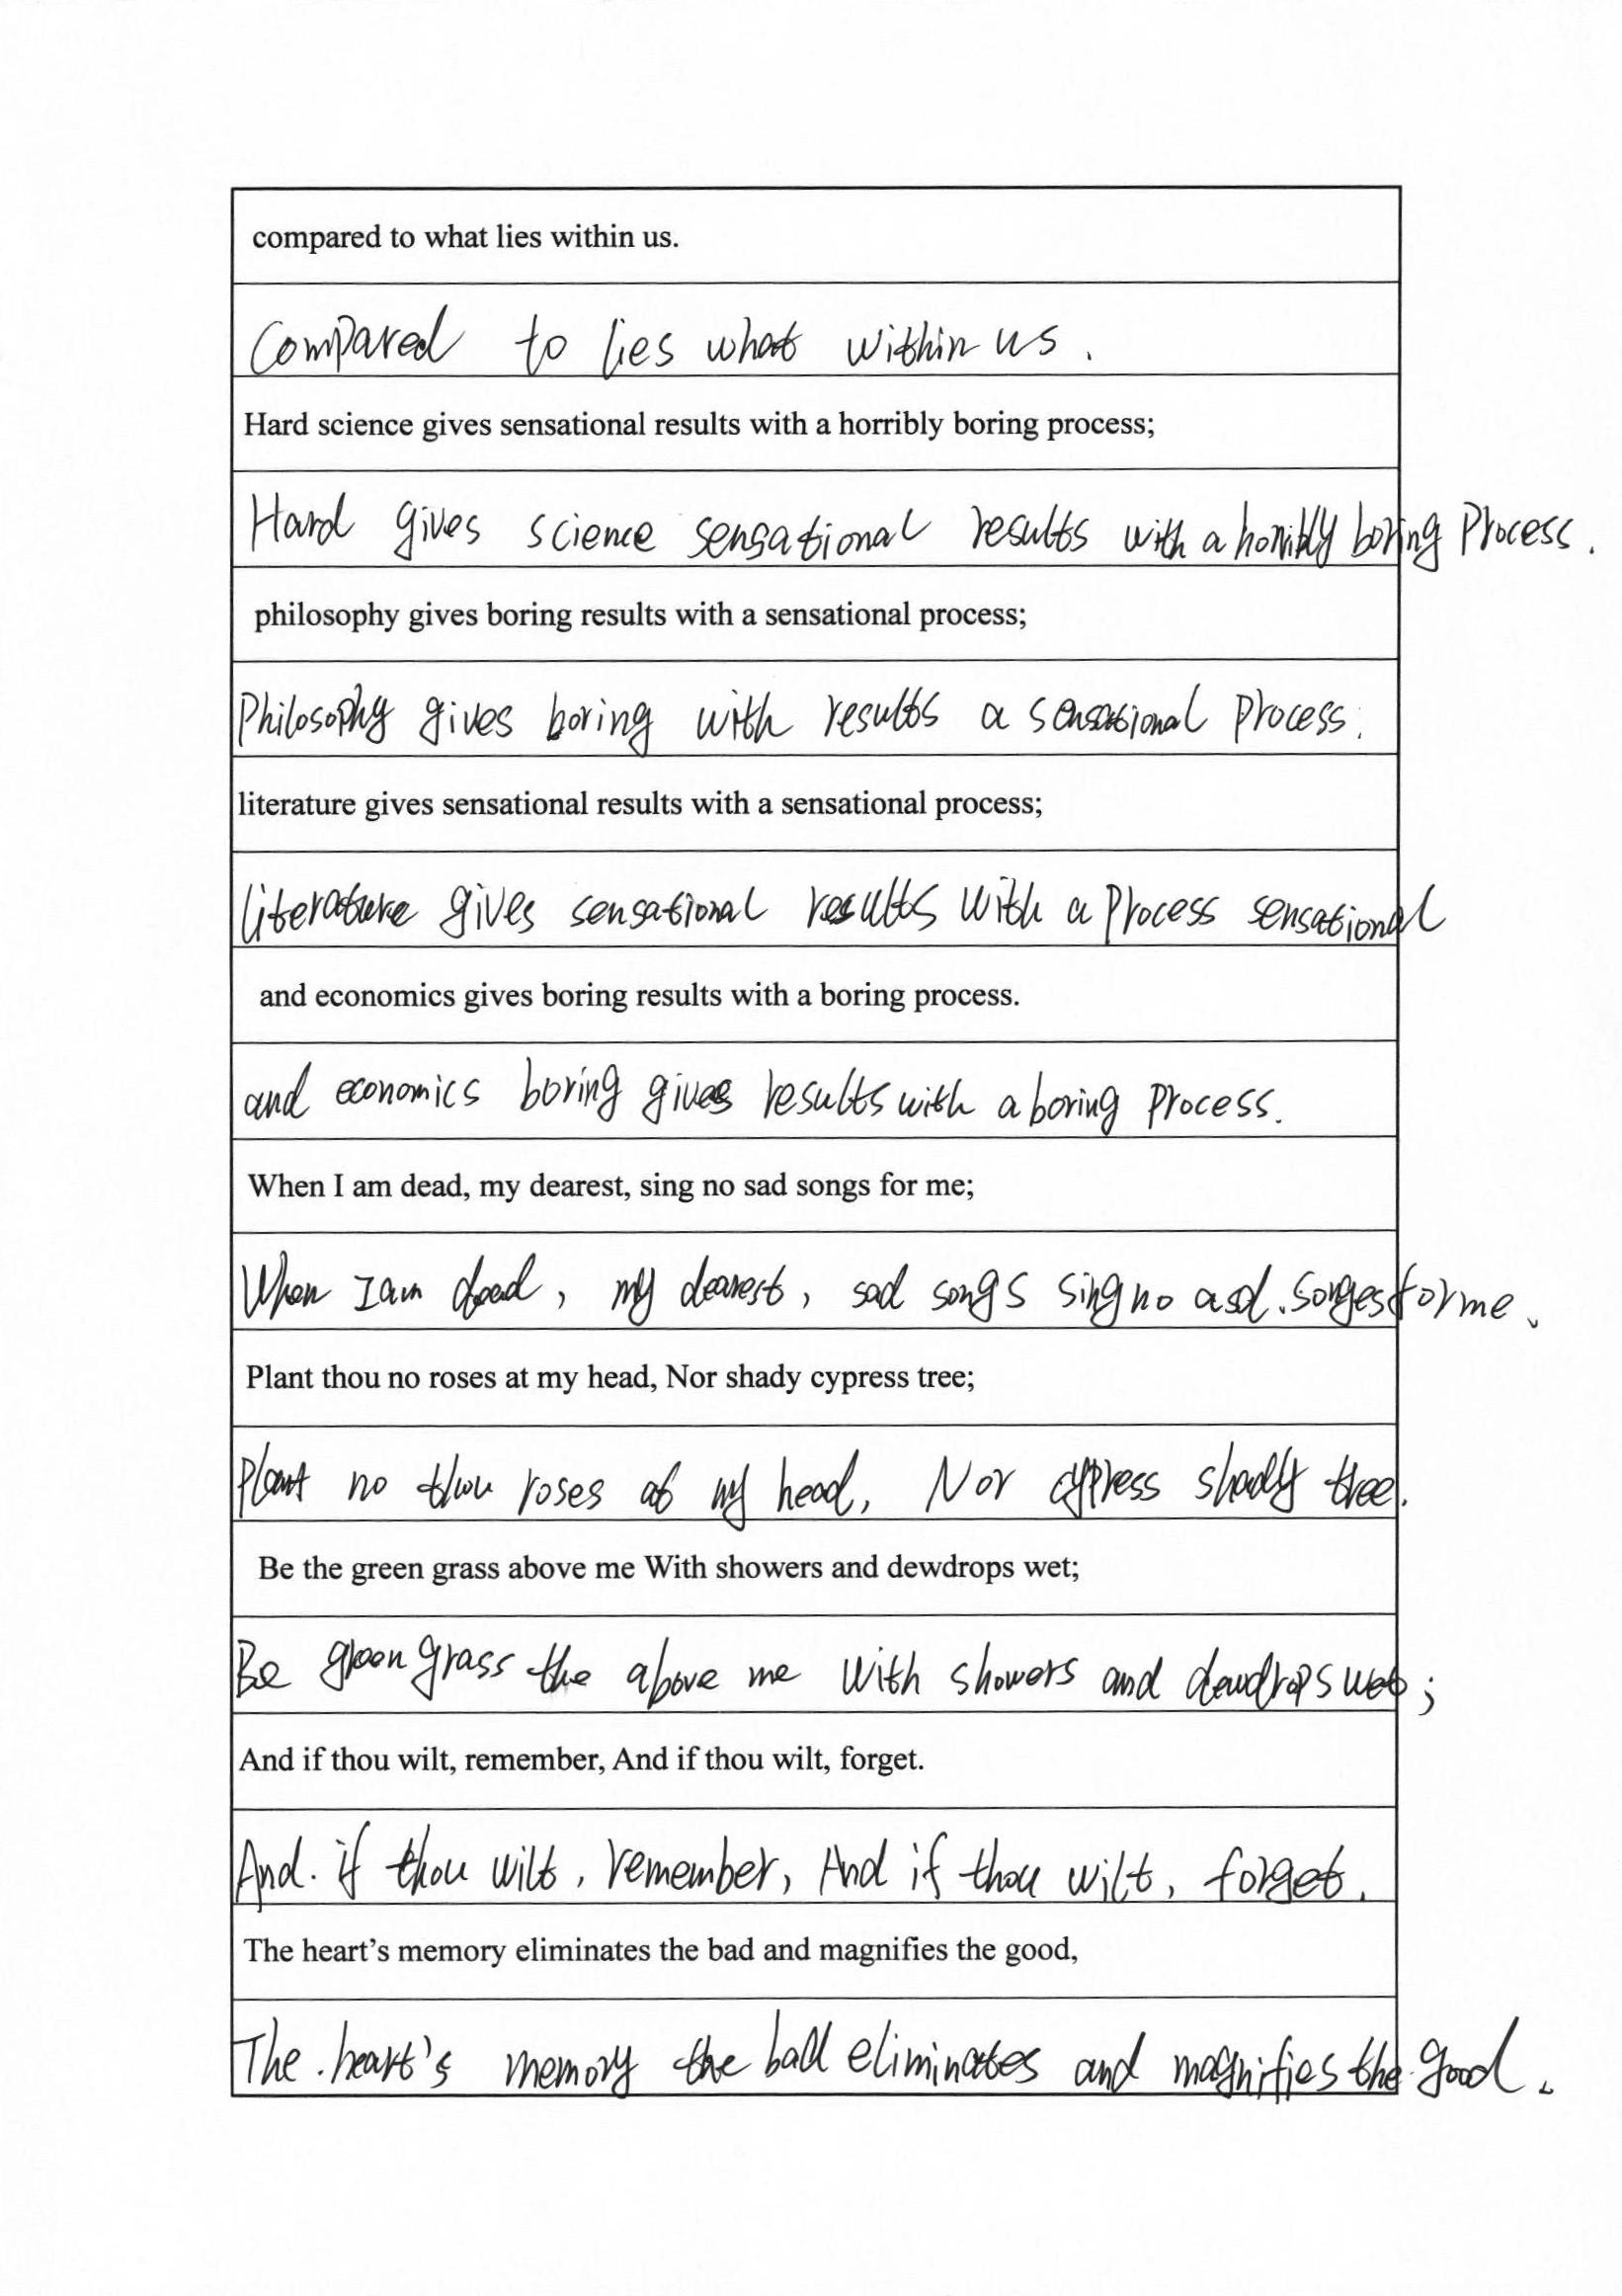 compared to what lies within us.
Compared to lies what within us.
Hard science gives sensational results with a horribly boring process;
Hard gives science sensational results with a horribly boring process.
philosophy gives boring results with a sensational process;
Philosophy gives boring with results a sensational process.
literature gives sensational results with a sensational process;
literature gives sensational results with a process sensational
and economics gives boring results with a boring process.
and economics boring gives results with a boring process.
When I am dead, my dearest, sing no sad songs for me;
When I am dead, my dearest, sad songs sing no asd. songes for me.
Plant thou no roses at my head, Nor shady cypress tree;
Plant no thou roses at my head, Nor cypress shady tree.
Be the green grass above me With showers and dewdrops wet;
Be green grass the above me With showers and dewdrops wet;
And if thou wilt, remember, And if thou wilt, forget.
And. if thou wilt, remember, And if thou wilt, forget.
The heart's memory eliminates the bad and magnifies the good,
The. heart's memory the bad eliminates and magnifies the good.